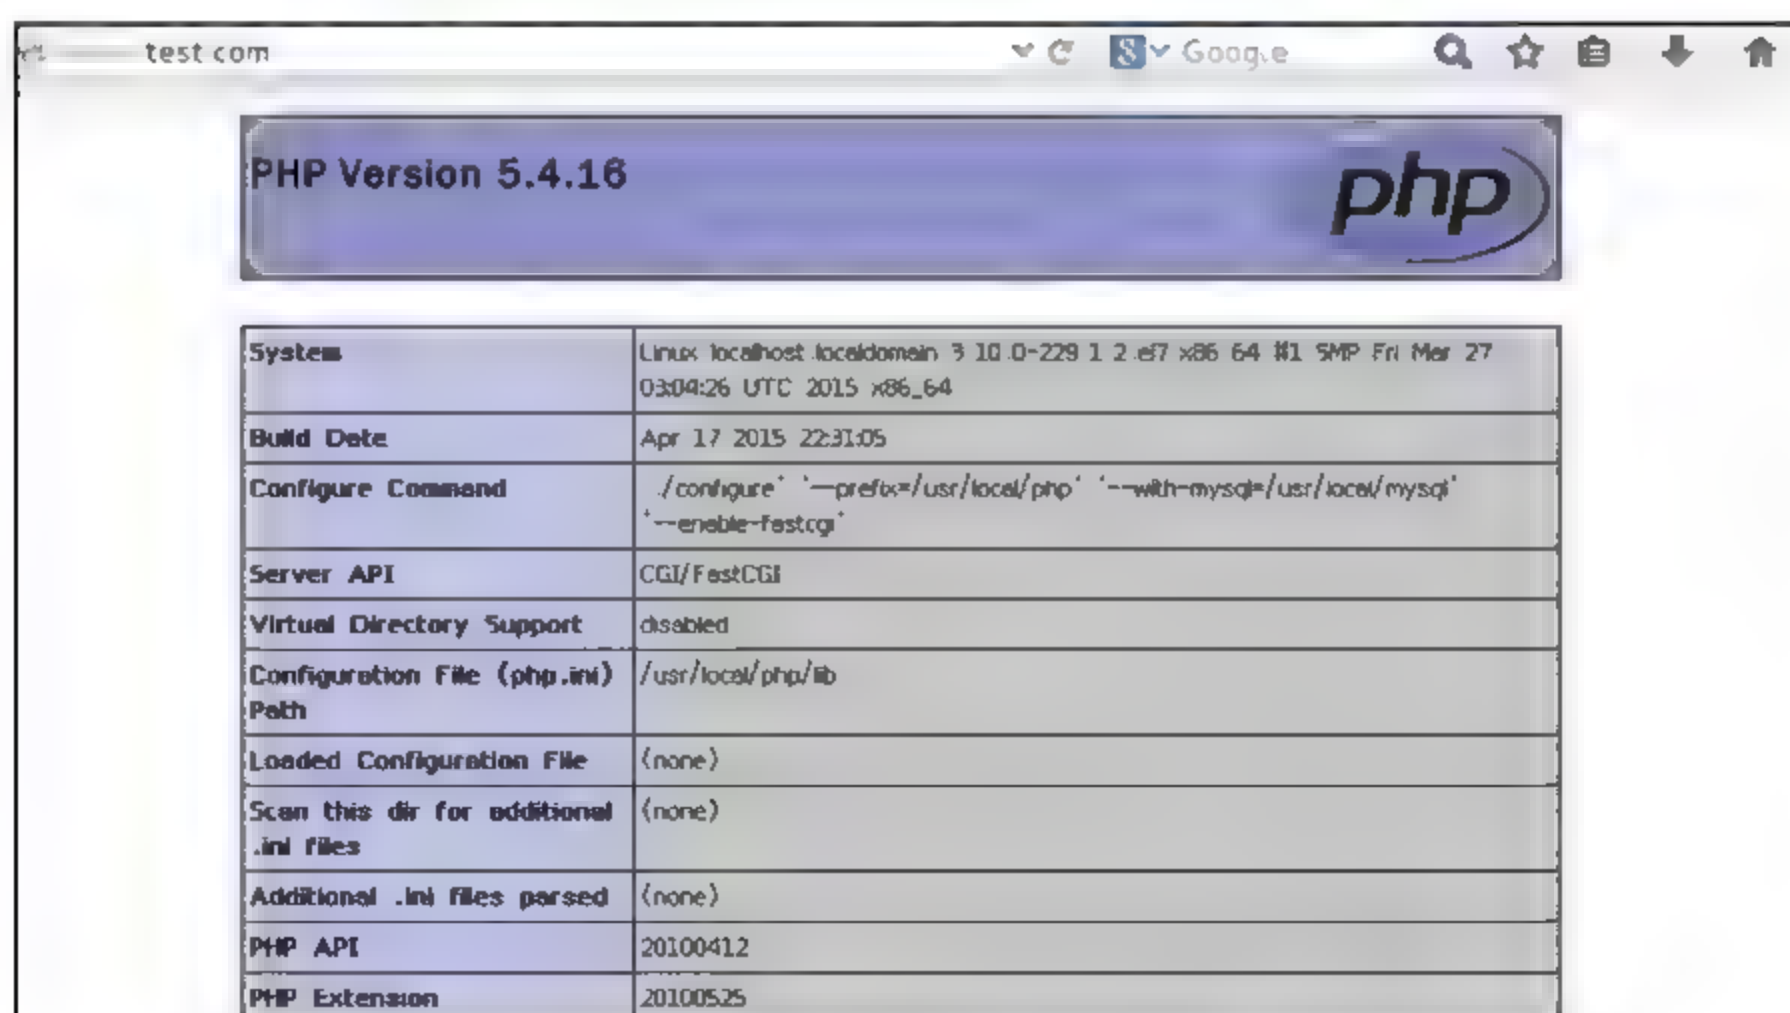 test com
Google
PHP Version 5.4.16
php
System
Linux localhost.localdomain 3 10.0-229 1 2.el7 x86 64 #1 SMP Fri Mar 27
03:04:26 UTC 2015 x86_64
Build Date
Apr 17 2015 22:31:05
Configure Command
'./configure' '--prefix=/usr/local/php' '--with-mysql=/usr/local/mysql'
'--enable-fastcgi'
Server API
CGI/FastCGI
Virtual Directory Support
disabled
Configuration File (php.ini)
Path
/usr/local/php/lib
Loaded Configuration File
(none)
Scan this dir for additional
.ini files
(none)
Additional .ini files parsed
(none)
PHP API
20100412
PHP Extension
20100525